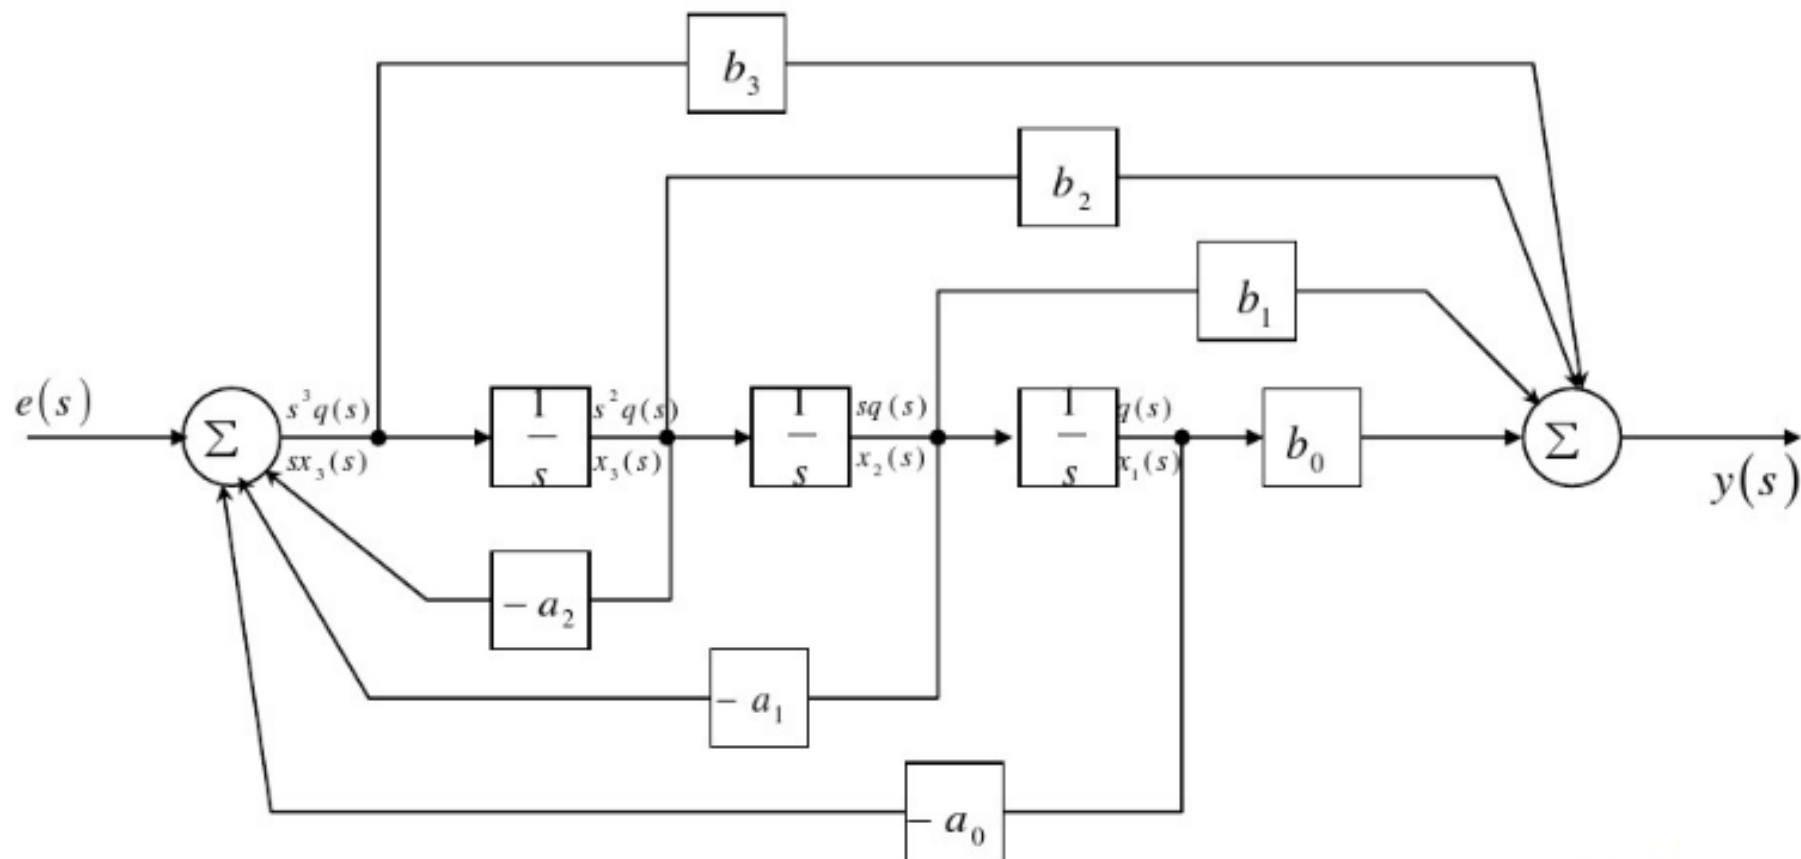 b₃
b₂
b₁
e(s)
Σ
s³q(s)
sx₃(s)
1
—
s
s²q(s)
x₃(s)
1
—
s
sq(s)
x₂(s)
1
—
s
q(s)
x₁(s)
b₀
Σ
y(s)
− a₂
− a₁
− a₀